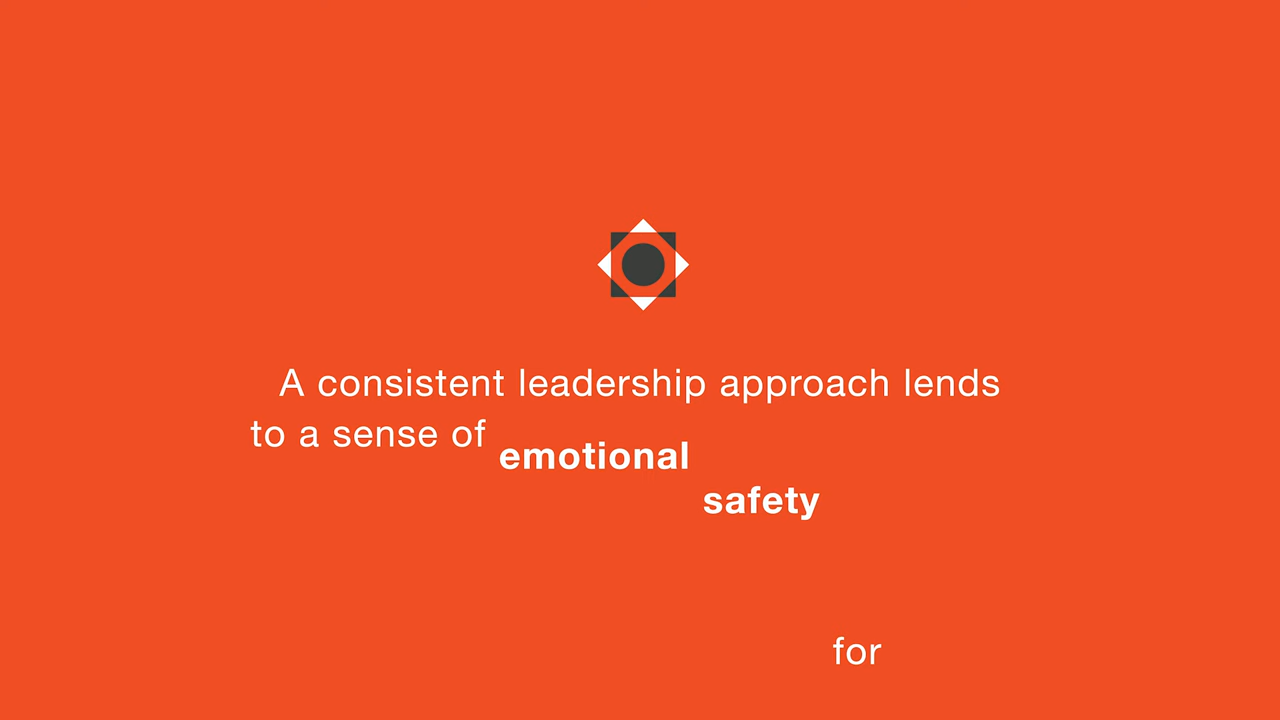 A consistent leadership approach lends
to a sense of emotional safety for